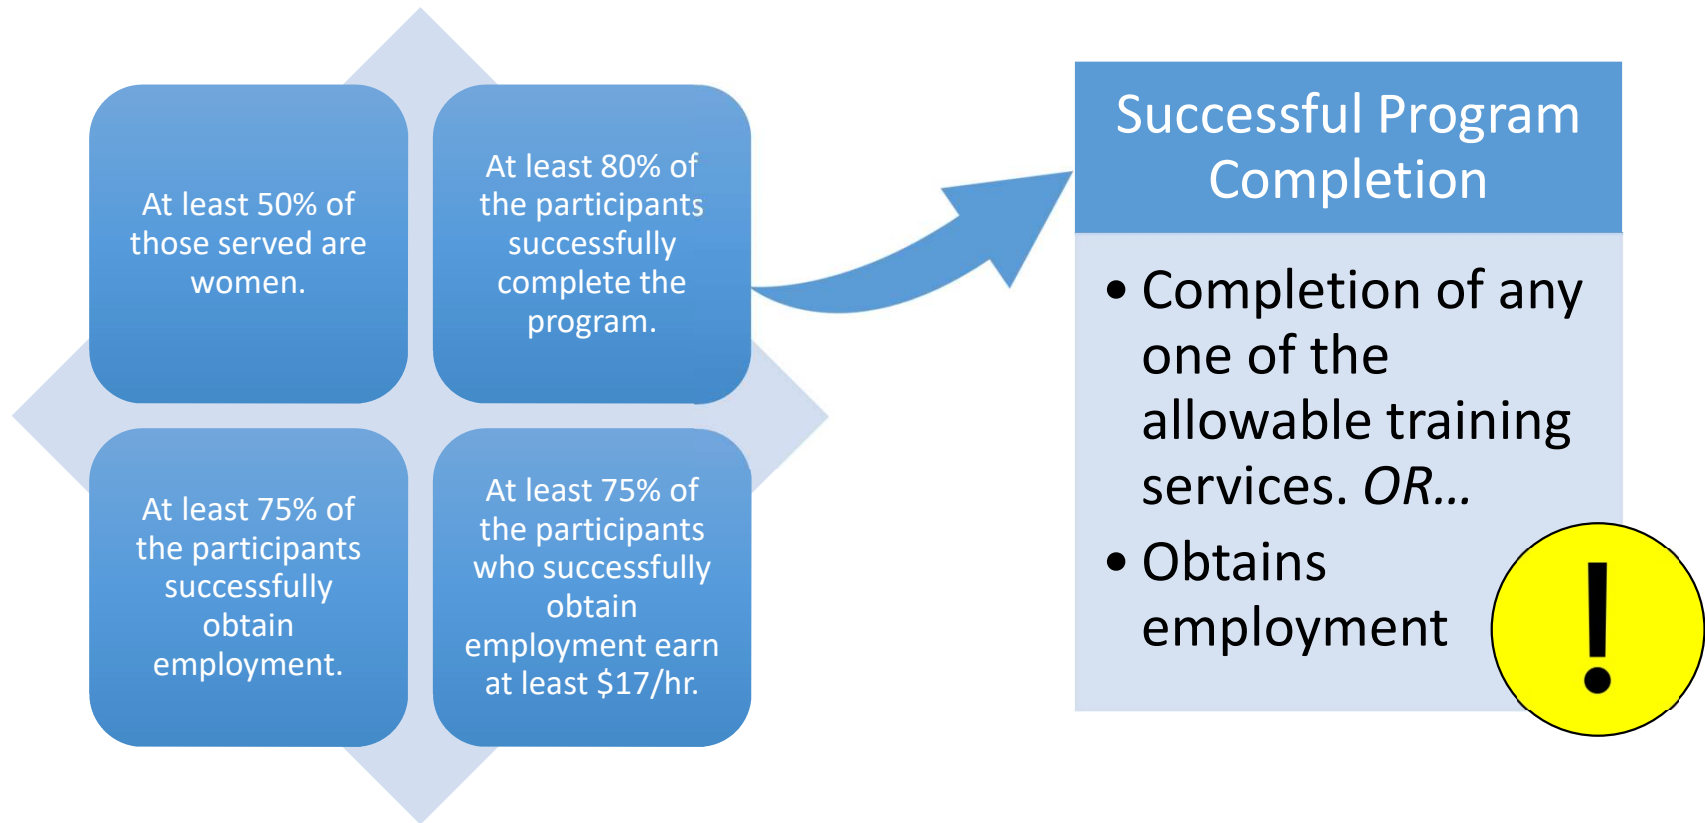 At least 50% of
those served are
women.
At least 80% of
the participants
successfully
complete the
program.
At least 75% of
the participants
successfully
obtain
employment.
At least 75% of
the participants
who successfully
obtain
employment earn
at least $17/hr.
Successful Program
Completion
• Completion of any
one of the
allowable training
services. OR...
• Obtains
employment
!